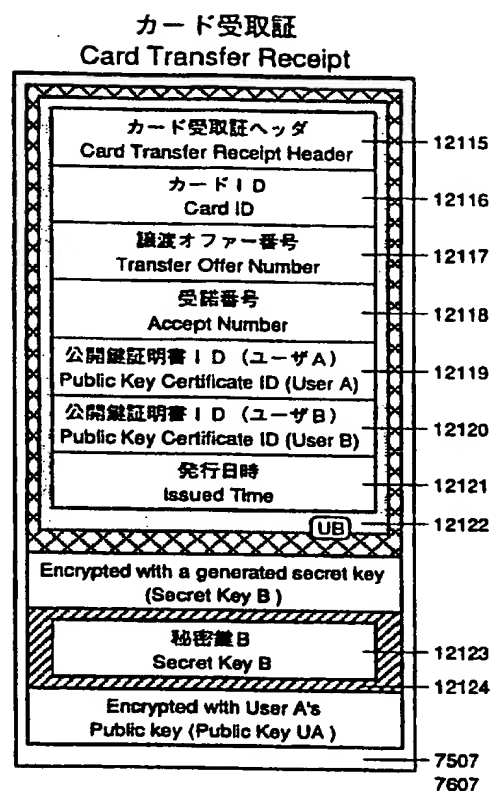 カード受取証
Card Transfer Receipt
カード受取証ヘッダ
Card Transfer Receipt Header
12115
カードID
Card ID
12116
譲渡オファー番号
Transfer Offer Number
12117
受諾番号
Accept Number
12118
公開鍵証明書ID (ユーザA)
Public Key Certificate ID (User A)
12119
公開鍵証明書ID (ユーザB)
Public Key Certificate ID (User B)
12120
発行日時
Issued Time
12121
UB
12122
Encrypted with a generated secret key
(Secret Key B )
秘密鍵B
Secret Key B
12123
12124
Encrypted with User A's
Public key (Public Key UA )
7507
7607